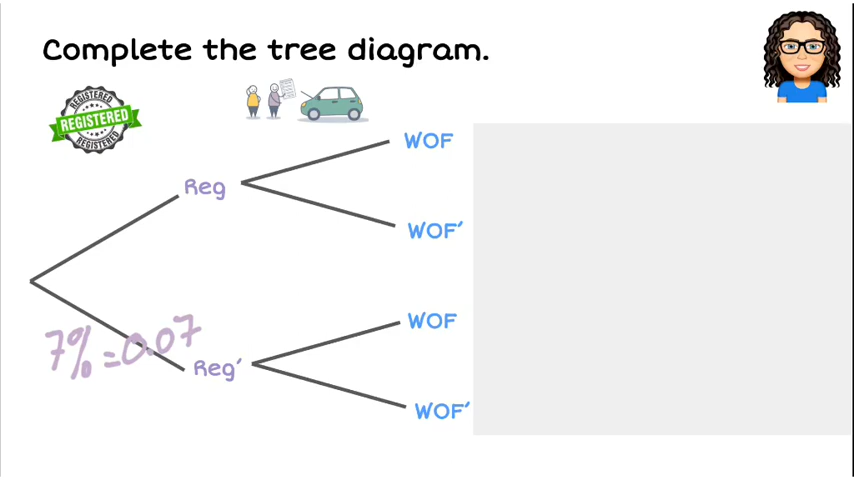 Complete the tree diagram.
REGISTERED
REGISTERED
REGISTERED
WOF
Reg
WOF′
7% = 0.07
WOF
Reg′
WOF′